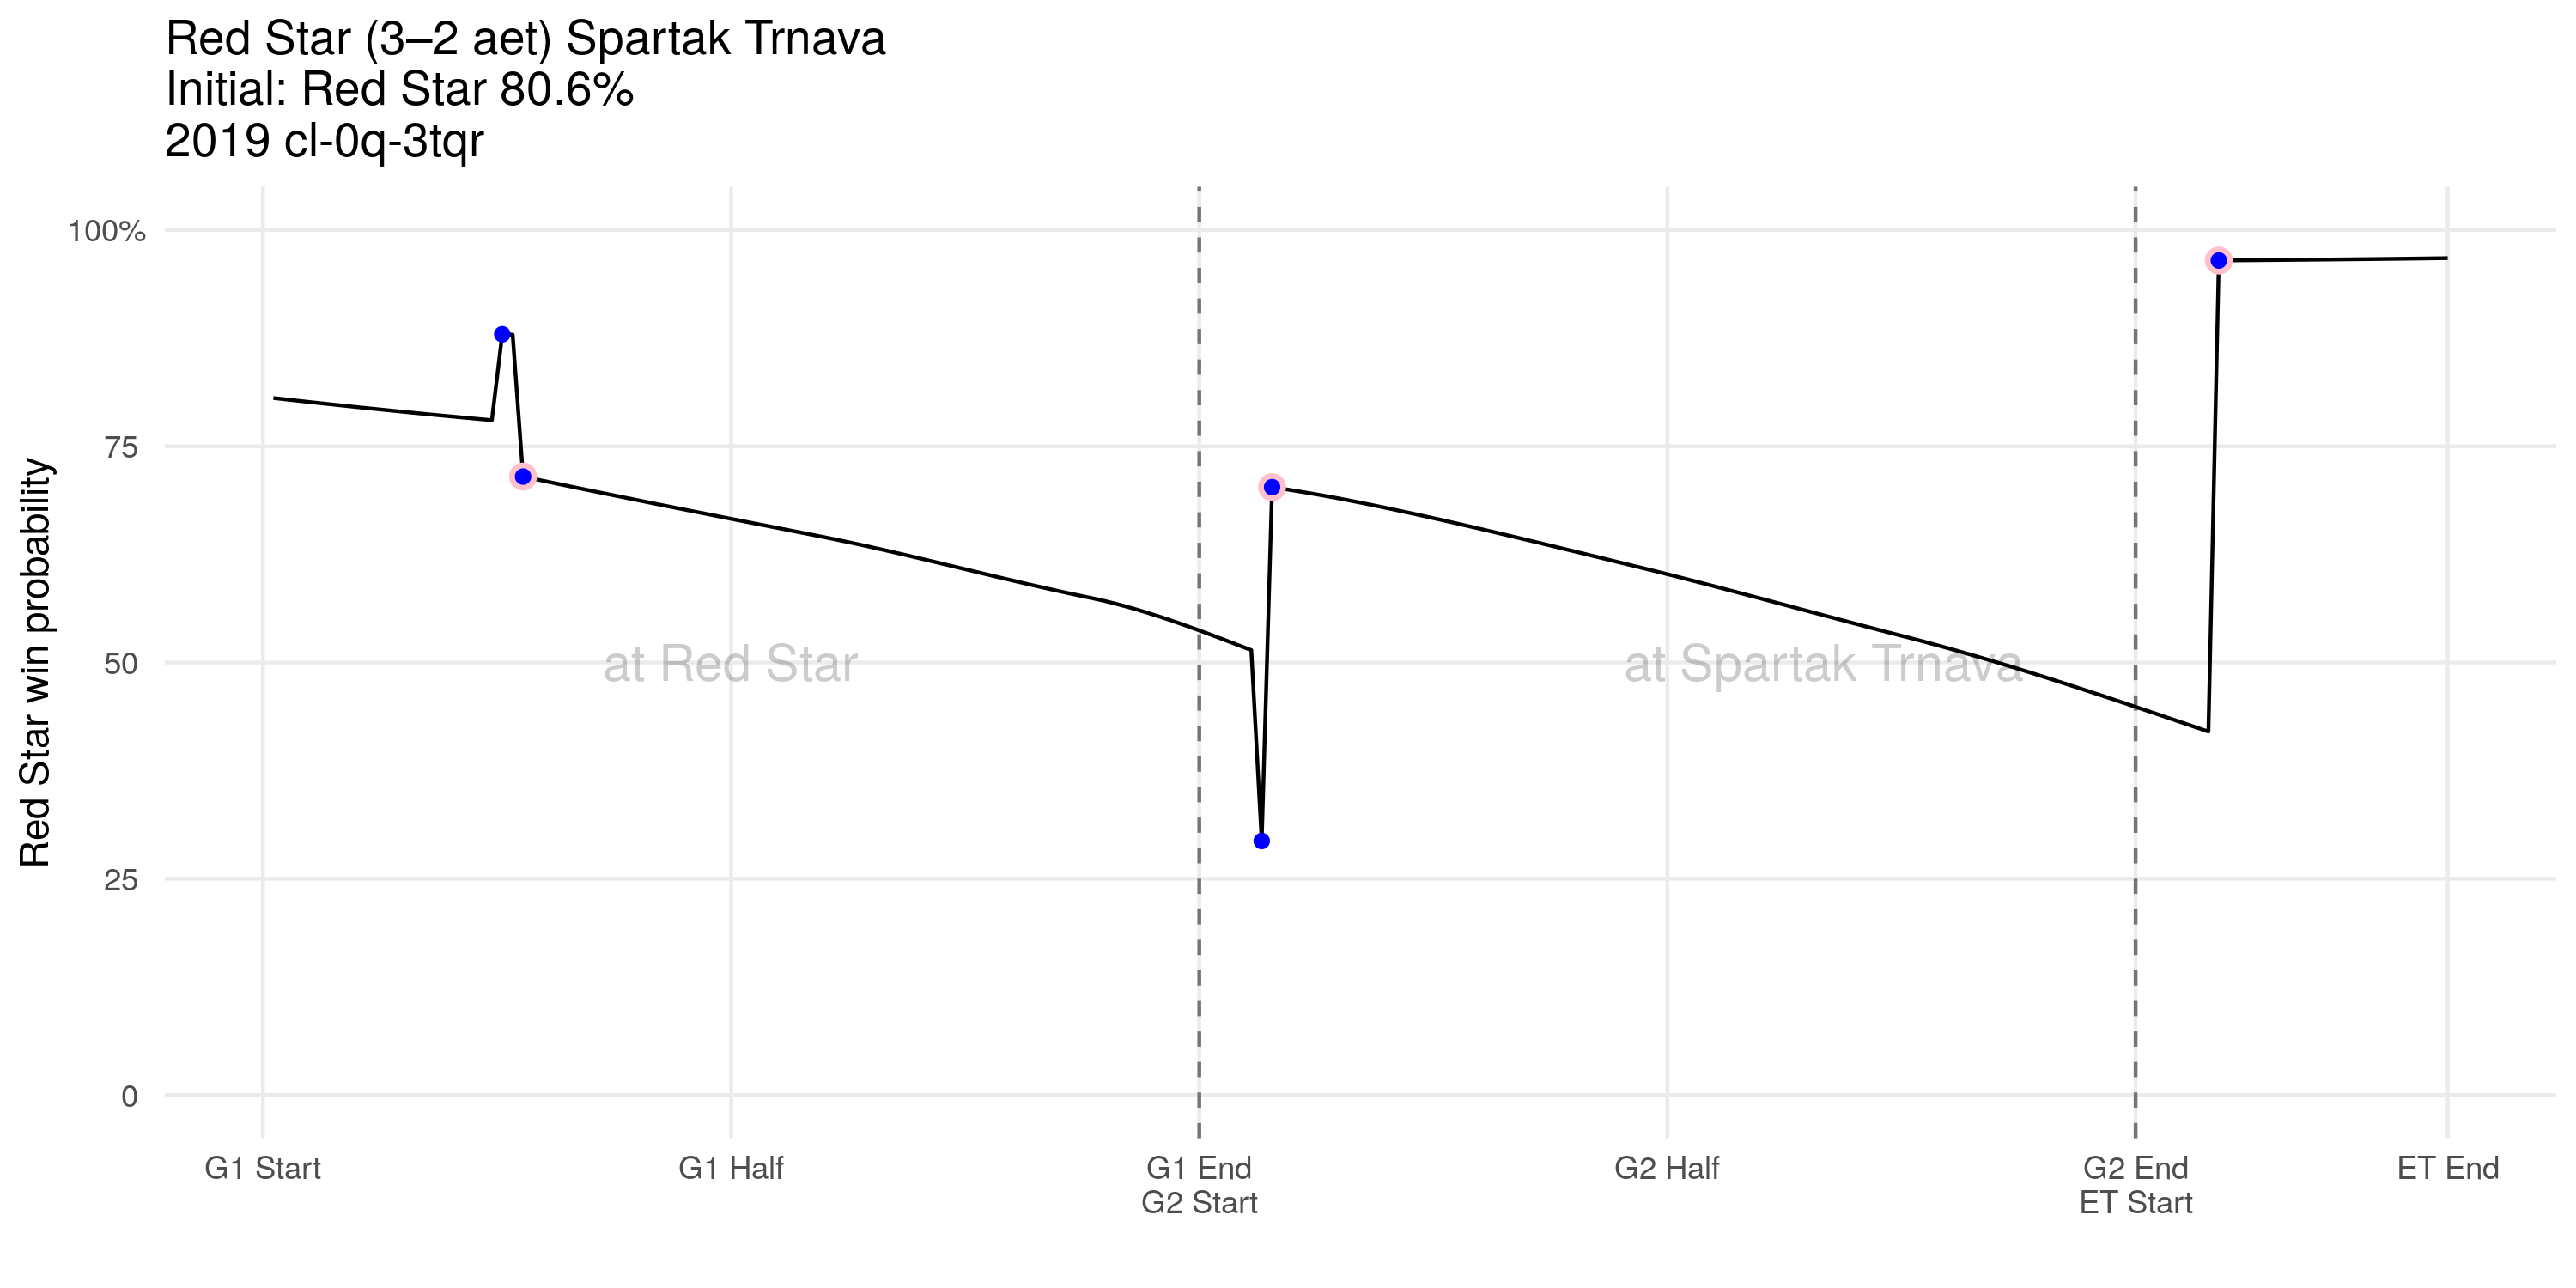 Red Star (3–2 aet) Spartak Trnava
Initial: Red Star 80.6%
2019 cl-0q-3tqr
Red Star win probability
100%
75
50
25
0
at Red Star
at Spartak Trnava
G1 Start
G1 Half
G1 End
G2 Start
G2 Half
G2 End
ET Start
ET End